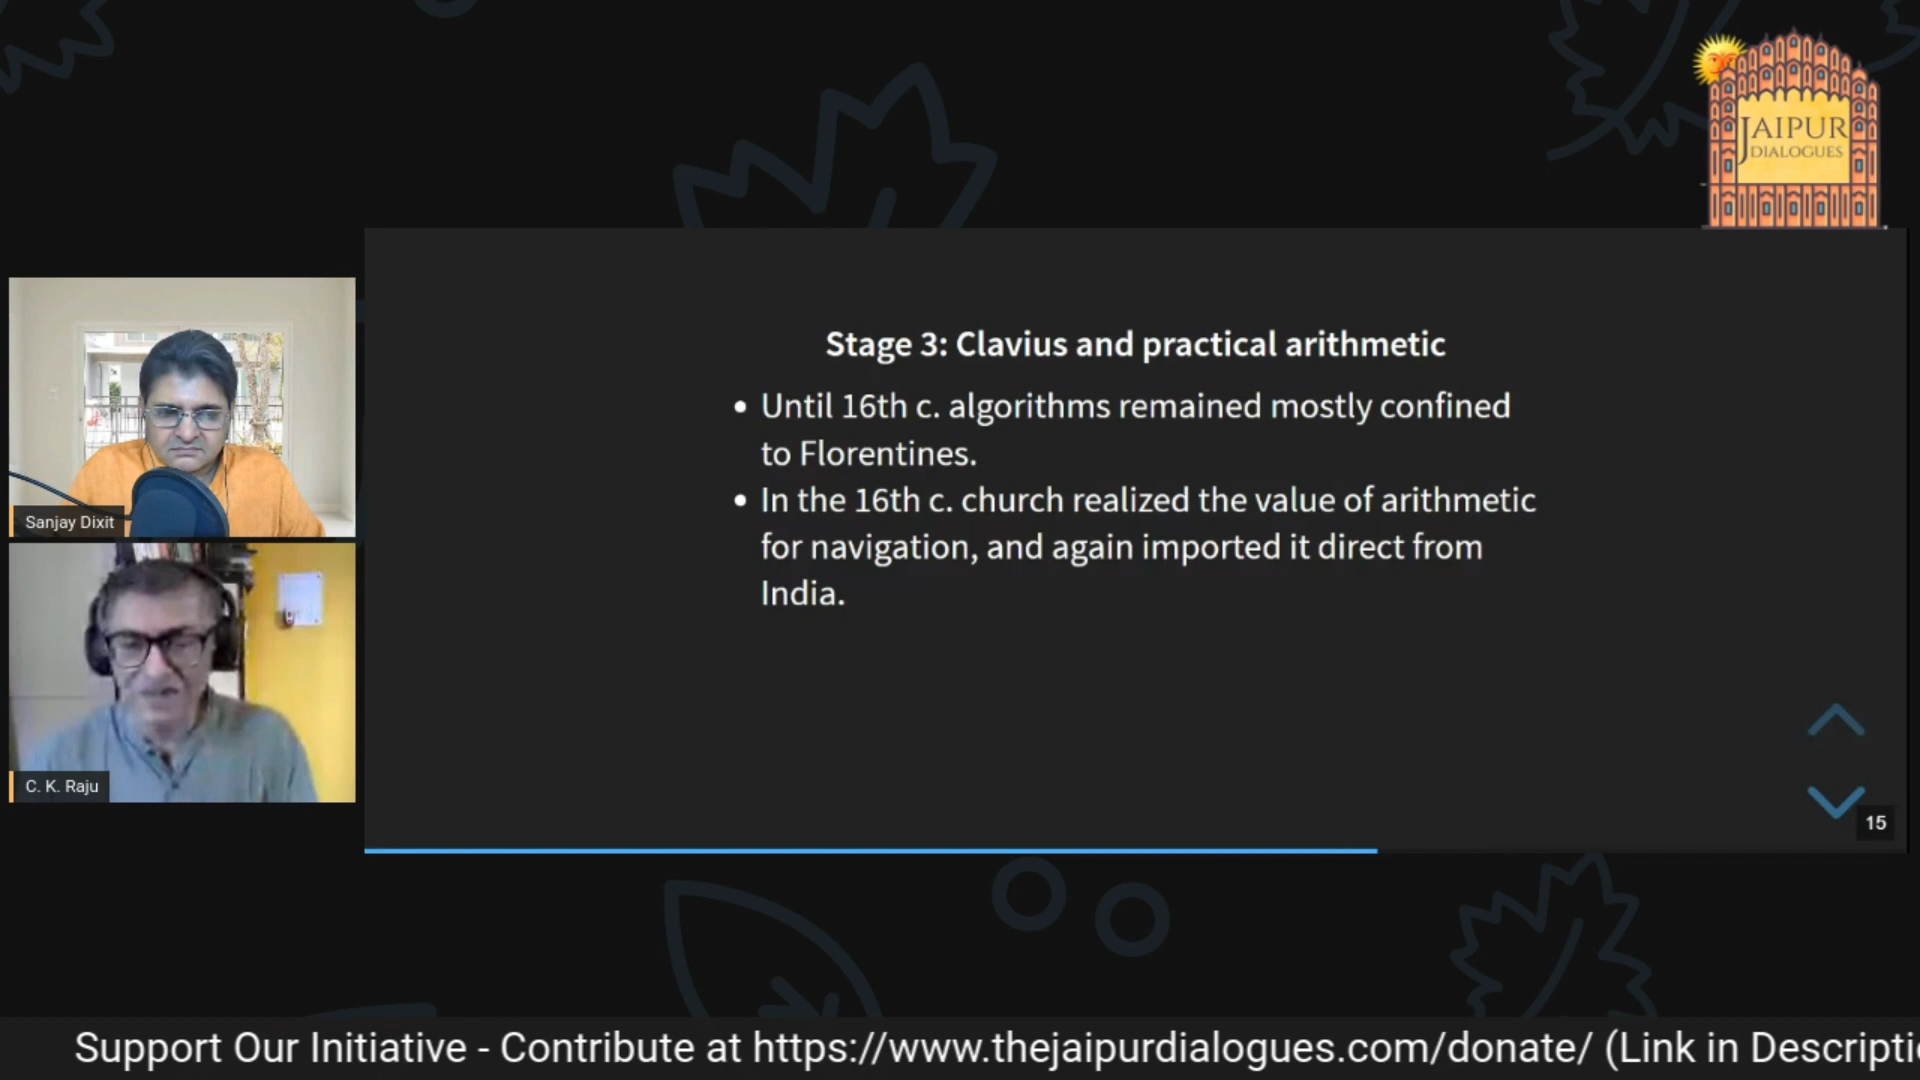 JAIPUR
DIALOGUES
Stage 3: Clavius and practical arithmetic
• Until 16th c. algorithms remained mostly confined
to Florentines.
• In the 16th c. church realized the value of arithmetic
for navigation, and again imported it direct from
India.
Sanjay Dixit
C. K. Raju
15
Support Our Initiative - Contribute at https://www.thejaipurdialogues.com/donate/ (Link in Descripti